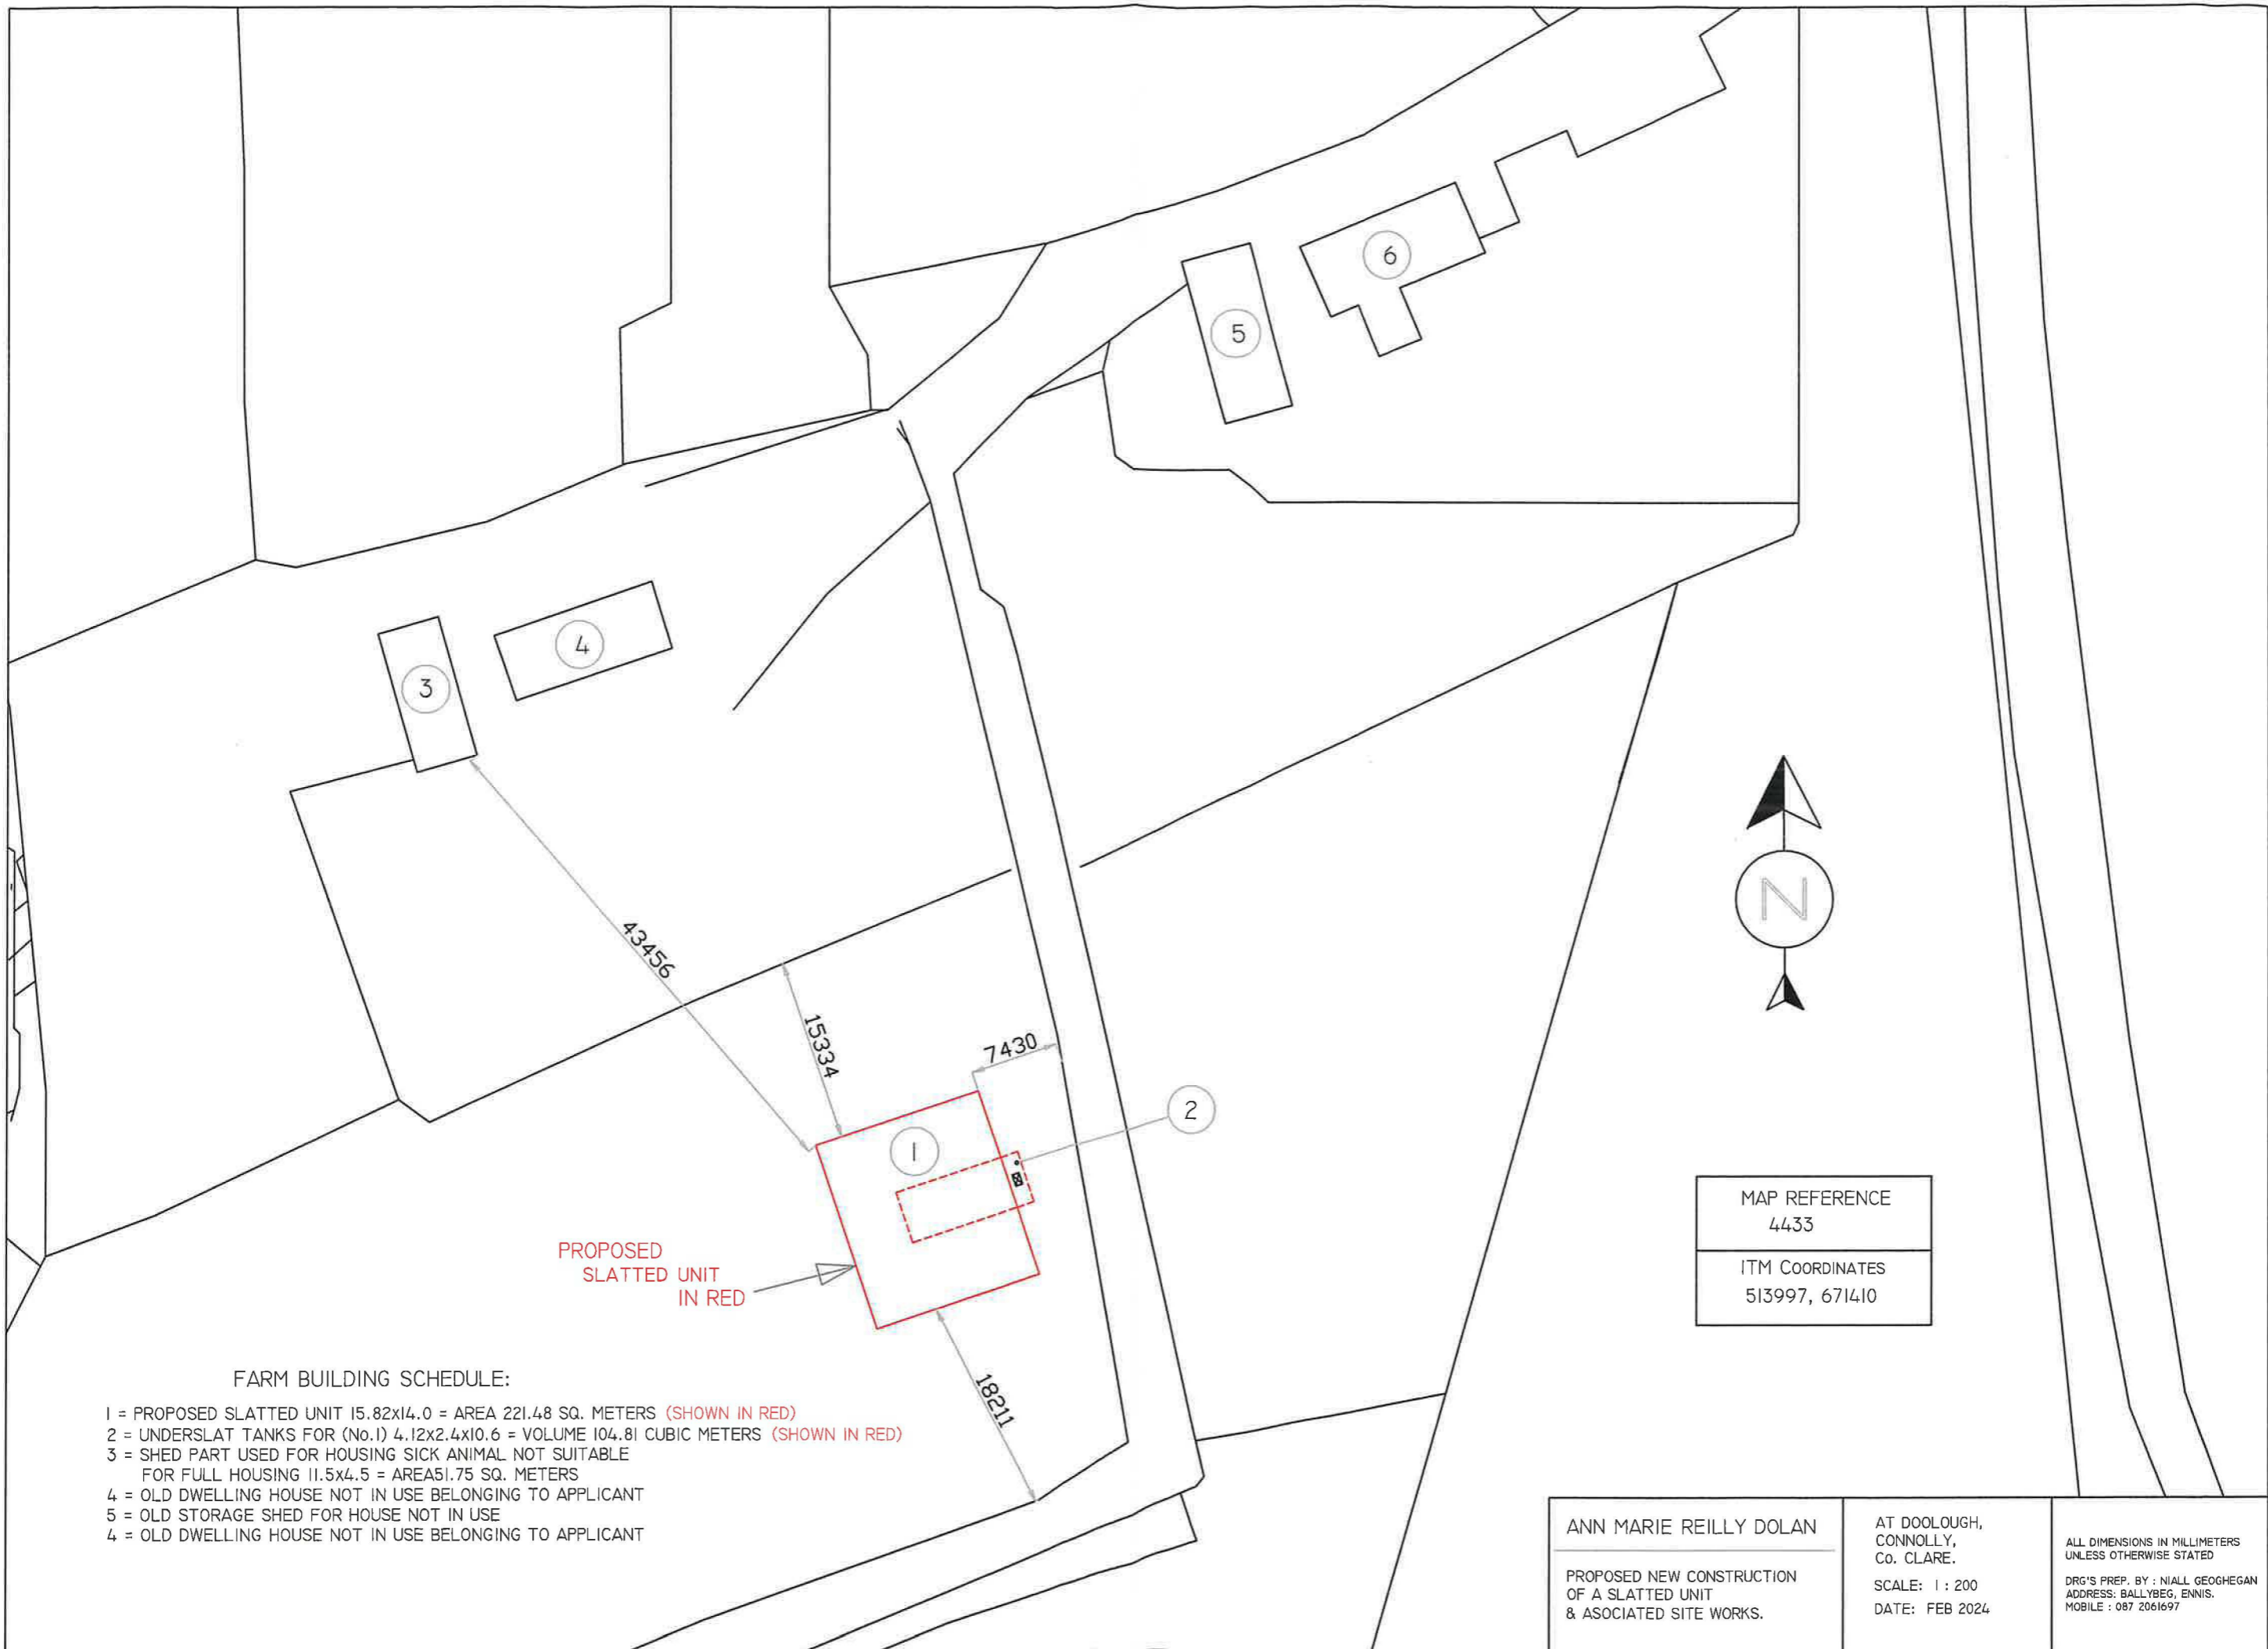 6
5
4
3
43456
15334
7430
2
1
N
PROPOSED
SLATTED UNIT
IN RED
18211
MAP REFERENCE
4433
ITM COORDINATES
513997, 671410
FARM BUILDING SCHEDULE:
1 = PROPOSED SLATTED UNIT 15.82x14.0 = AREA 221.48 SQ. METERS (SHOWN IN RED)
2 = UNDERSLAT TANKS FOR (No.1) 4.12x2.4x10.6 = VOLUME 104.81 CUBIC METERS (SHOWN IN RED)
3 = SHED PART USED FOR HOUSING SICK ANIMAL NOT SUITABLE
FOR FULL HOUSING 11.5x4.5 = AREA51.75 SQ. METERS
4 = OLD DWELLING HOUSE NOT IN USE BELONGING TO APPLICANT
5 = OLD STORAGE SHED FOR HOUSE NOT IN USE
4 = OLD DWELLING HOUSE NOT IN USE BELONGING TO APPLICANT
ANN MARIE REILLY DOLAN
PROPOSED NEW CONSTRUCTION
OF A SLATTED UNIT
& ASOCIATED SITE WORKS.
AT DOOLOUGH,
CONNOLLY,
Co. CLARE.
SCALE: 1 : 200
DATE: FEB 2024
ALL DIMENSIONS IN MILLIMETERS
UNLESS OTHERWISE STATED
DRG'S PREP. BY : NIALL GEOGHEGAN
ADDRESS: BALLYBEG, ENNIS.
MOBILE : 087 2061697